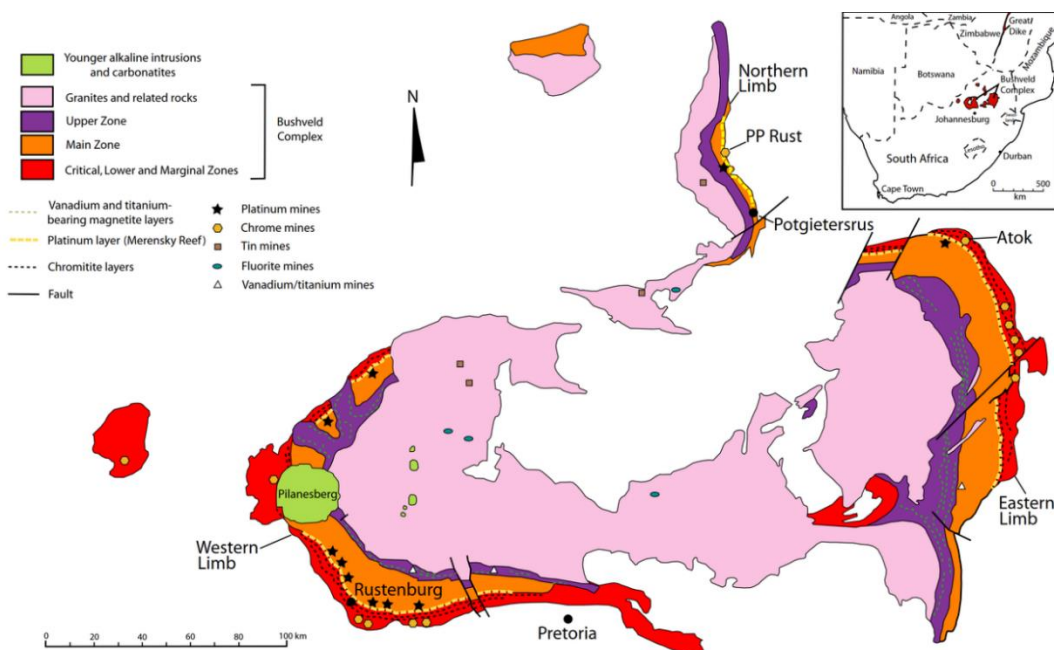 Younger alkaline intrusions
and carbonatites
Granites and related rocks
Upper Zone
Main Zone
Critical, Lower and Marginal Zones
Bushveld
Complex
Vanadium and titanium-
bearing magnetite layers
Platinum layer (Merensky Reef)
Chromitite layers
Fault
Platinum mines
Chrome mines
Tin mines
Fluorite mines
Vanadium/titanium mines
N
Northern
Limb
PP Rust
Potgietersrus
Angola
Zambia
Zimbabwe
Great
Dike
Mozambique
Namibia
Botswana
Bushveld
Complex
Johannesburg
South Africa
Durban
Cape Town
0 500
km
Atok
Eastern
Limb
Pilanesberg
Western
Limb
Rustenburg
Pretoria
0 20 40 60 80 100 km